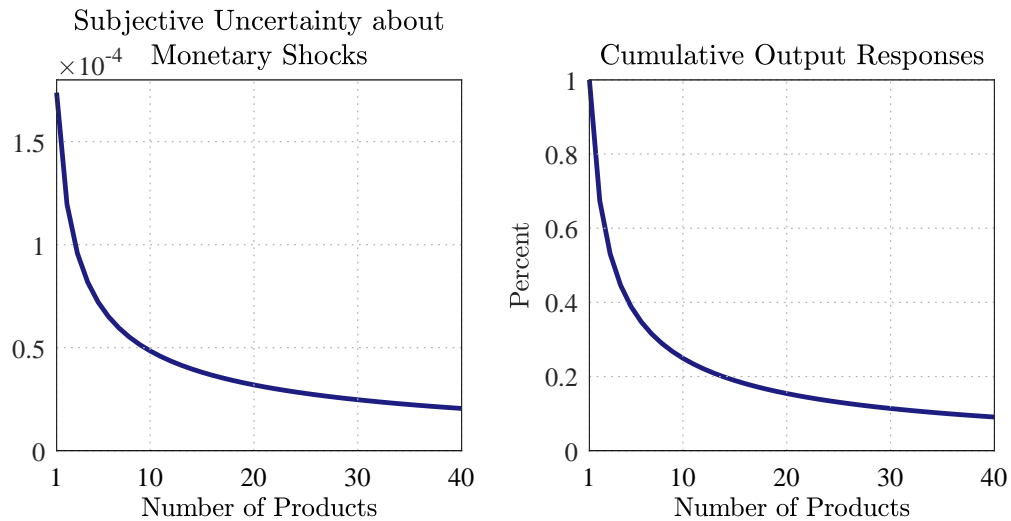 Subjective Uncertainty about
Monetary Shocks
×10-4
1.5
1
0.5
0
1 10 20 30 40
Number of Products
Cumulative Output Responses
Percent
1
0.8
0.6
0.4
0.2
0
1 10 20 30 40
Number of Products